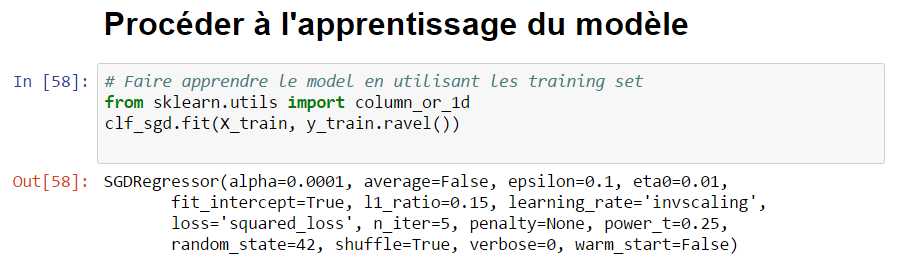 Procéder à l'apprentissage du modèle
In [58]: # Faire apprendre le model en utilisant les training set
from sklearn.utils import column_or_1d
clf_sgd.fit(X_train, y_train.ravel())
Out[58]: SGDRegressor(alpha=0.0001, average=False, epsilon=0.1, eta0=0.01,
fit_intercept=True, l1_ratio=0.15, learning_rate='invscaling',
loss='squared_loss', n_iter=5, penalty=None, power_t=0.25,
random_state=42, shuffle=True, verbose=0, warm_start=False)